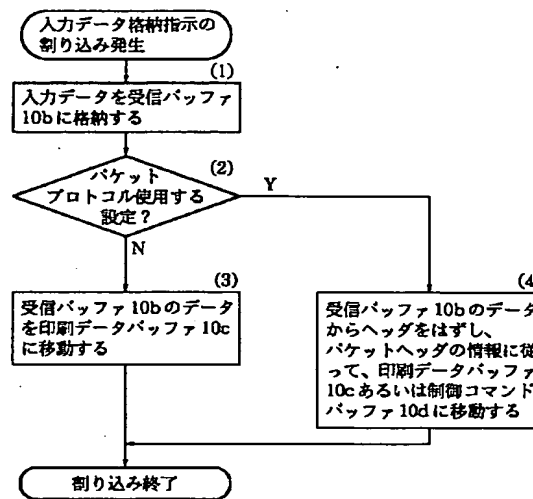 入力データ格納指示の
割り込み発生
(1)
入力データを受信バッファ
10bに格納する
(2)
パケット
プロトコル使用する
設定?
Y
N
(3)
受信バッファ10bのデータ
を印刷データバッファ10c
に移動する
(4
受信バッファ10bのデータ
からヘッダをはずし、
パケットヘッダの情報に従
って、印刷データバッファ
10cあるいは制御コマンド
バッファ10dに移動する
割り込み終了